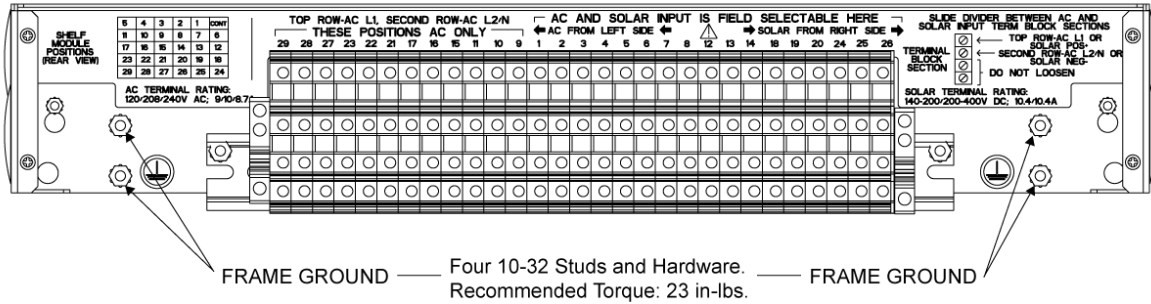 SHELF
MODULE
POSITIONS
(REAR VIEW)
5 4 3 2 1 CONT
11 10 9 8 7 6
17 16 15 14 13 12
23 22 21 20 19 18
29 28 27 26 25 24
AC TERMINAL RATING:
120/208/240V AC; 9/10/8.7
TOP ROW-AC L1, SECOND ROW-AC L2/N
THESE POSITIONS AC ONLY
AC AND SOLAR INPUT IS FIELD SELECTABLE HERE
AC FROM LEFT SIDE
SOLAR FROM RIGHT SIDE
29 28 27 23 22 21 17 16 15 11 10 9 1 2 3 4 5 6 7 8 12 13 14 18 19 20 24 25 26
SLIDE DIVIDER BETWEEN AC AND
SOLAR INPUT TERM BLOCK SECTIONS
TERMINAL
BLOCK
SECTION
TOP ROW-AC L1 OR
SOLAR POS+
SECOND ROW-AC L2/N OR
SOLAR NEG-
DO NOT LOOSEN
SOLAR TERMINAL RATING:
140-200/200-400V DC; 10.4/10.4A
FRAME GROUND
Four 10-32 Studs and Hardware.
Recommended Torque: 23 in-lbs.
FRAME GROUND